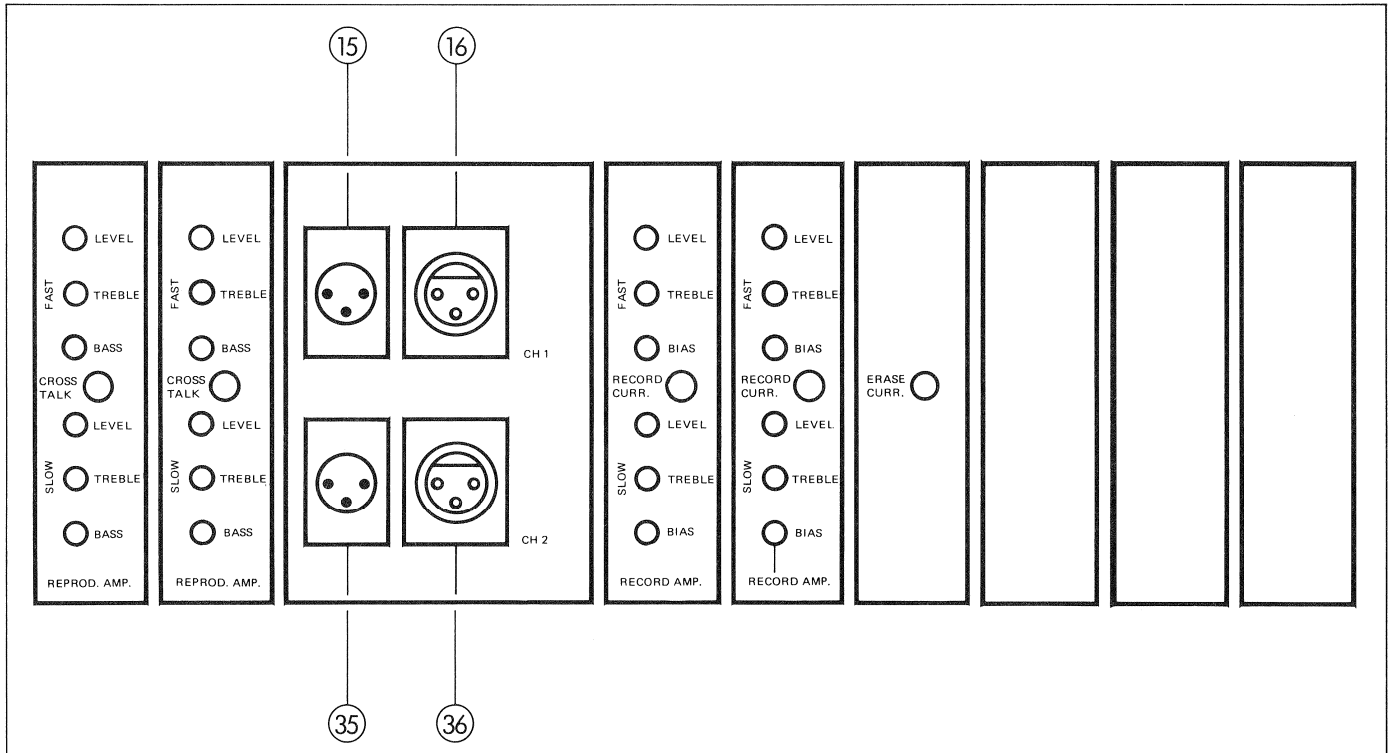 15
16
LEVEL
FAST
TREBLE
BASS
CROSS
TALK
LEVEL
SLOW
TREBLE
BASS
REPROD. AMP.
LEVEL
FAST
TREBLE
BASS
CROSS
TALK
LEVEL
SLOW
TREBLE
BASS
REPROD. AMP.
CH 1
CH 2
LEVEL
FAST
TREBLE
BIAS
RECORD
CURR.
LEVEL
SLOW
TREBLE
BIAS
RECORD AMP.
LEVEL
FAST
TREBLE
BIAS
RECORD
CURR.
LEVEL
SLOW
TREBLE
BIAS
RECORD AMP.
ERASE
CURR.
35
36